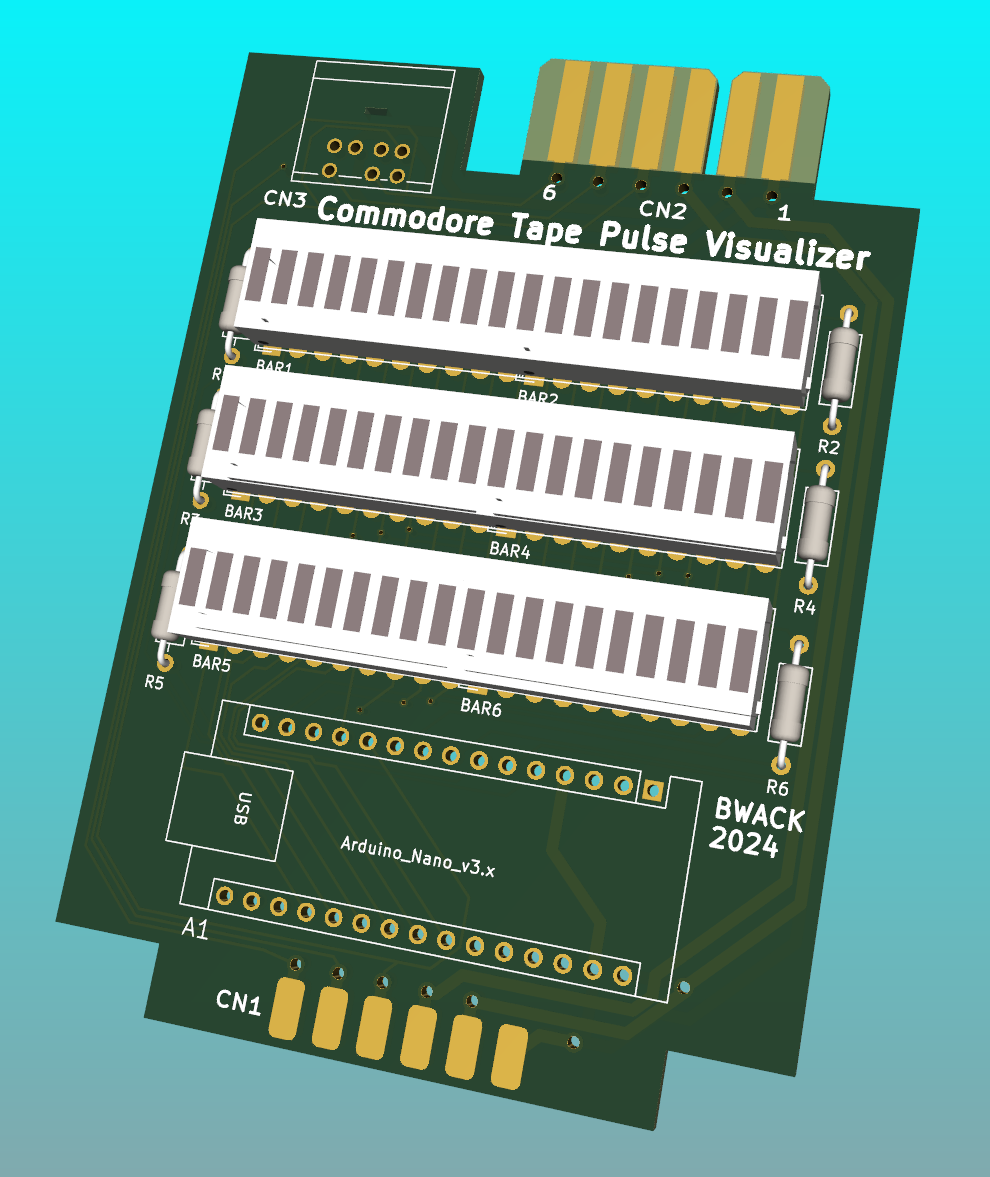 6
CN2
1
CN3
Commodore Tape Pulse Visualizer
BAR1
BAR2
R2
BAR3
BAR4
R4
BAR5
R5
BAR6
R6
BWACK
2024
USB
Arduino_Nano_v3.x
A1
CN1